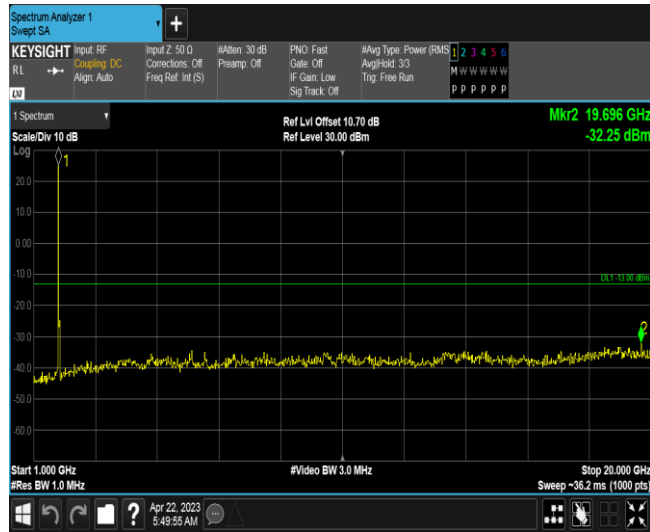 Spectrum Analyzer 1
Swept SA
+
KEYSIGHT
RL
LXI
Input: RF
Coupling: DC
Align: Auto
Input Z: 50 Ω
Corrections: Off
Freq Ref: Int (S)
#Atten: 30 dB
Preamp: Off
PNO: Fast
Gate: Off
IF Gain: Low
Sig Track: Off
#Avg Type: Power (RMS
Avg|Hold: 3/3
Trig: Free Run
1 2 3 4 5 6
M W W W W W
P P P P P P
1 Spectrum
Scale/Div 10 dB
Log
Ref Lvl Offset 10.70 dB
Ref Level 30.00 dBm
Mkr2 19.696 GHz
-32.25 dBm
1
20.0
10.0
0.00
-10.0
DL1 -13.00 dBm
-20.0
2
-30.0
-40.0
-50.0
-60.0
Start 1.000 GHz
#Video BW 3.0 MHz
Stop 20.000 GHz
#Res BW 1.0 MHz
Sweep ~36.2 ms (1000 pts)
?
Apr 22, 2023
5:49:55 AM